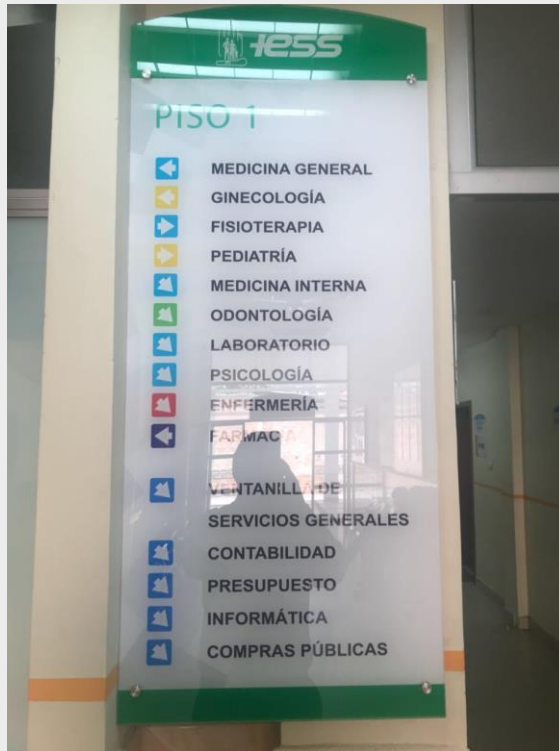 iess
PISO 1
MEDICINA GENERAL
GINECOLOGÍA
FISIOTERAPIA
PEDIATRÍA
MEDICINA INTERNA
ODONTOLOGÍA
LABORATORIO
PSICOLOGÍA
ENFERMERÍA
FARMACIA
VENTANILLA DE
SERVICIOS GENERALES
CONTABILIDAD
PRESUPUESTO
INFORMÁTICA
COMPRAS PÚBLICAS